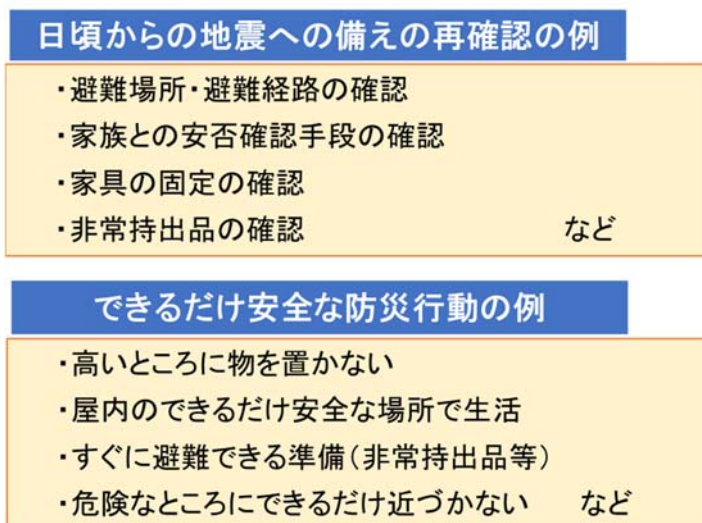 日頃からの地震への備えの再確認の例
・避難場所・避難経路の確認
・家族との安否確認手段の確認
・家具の固定の確認
・非常持出品の確認 など
できるだけ安全な防災行動の例
・高いところに物を置かない
・屋内のできるだけ安全な場所で生活
・すぐに避難できる準備（非常持出品等）
・危険なところにできるだけ近づかない など